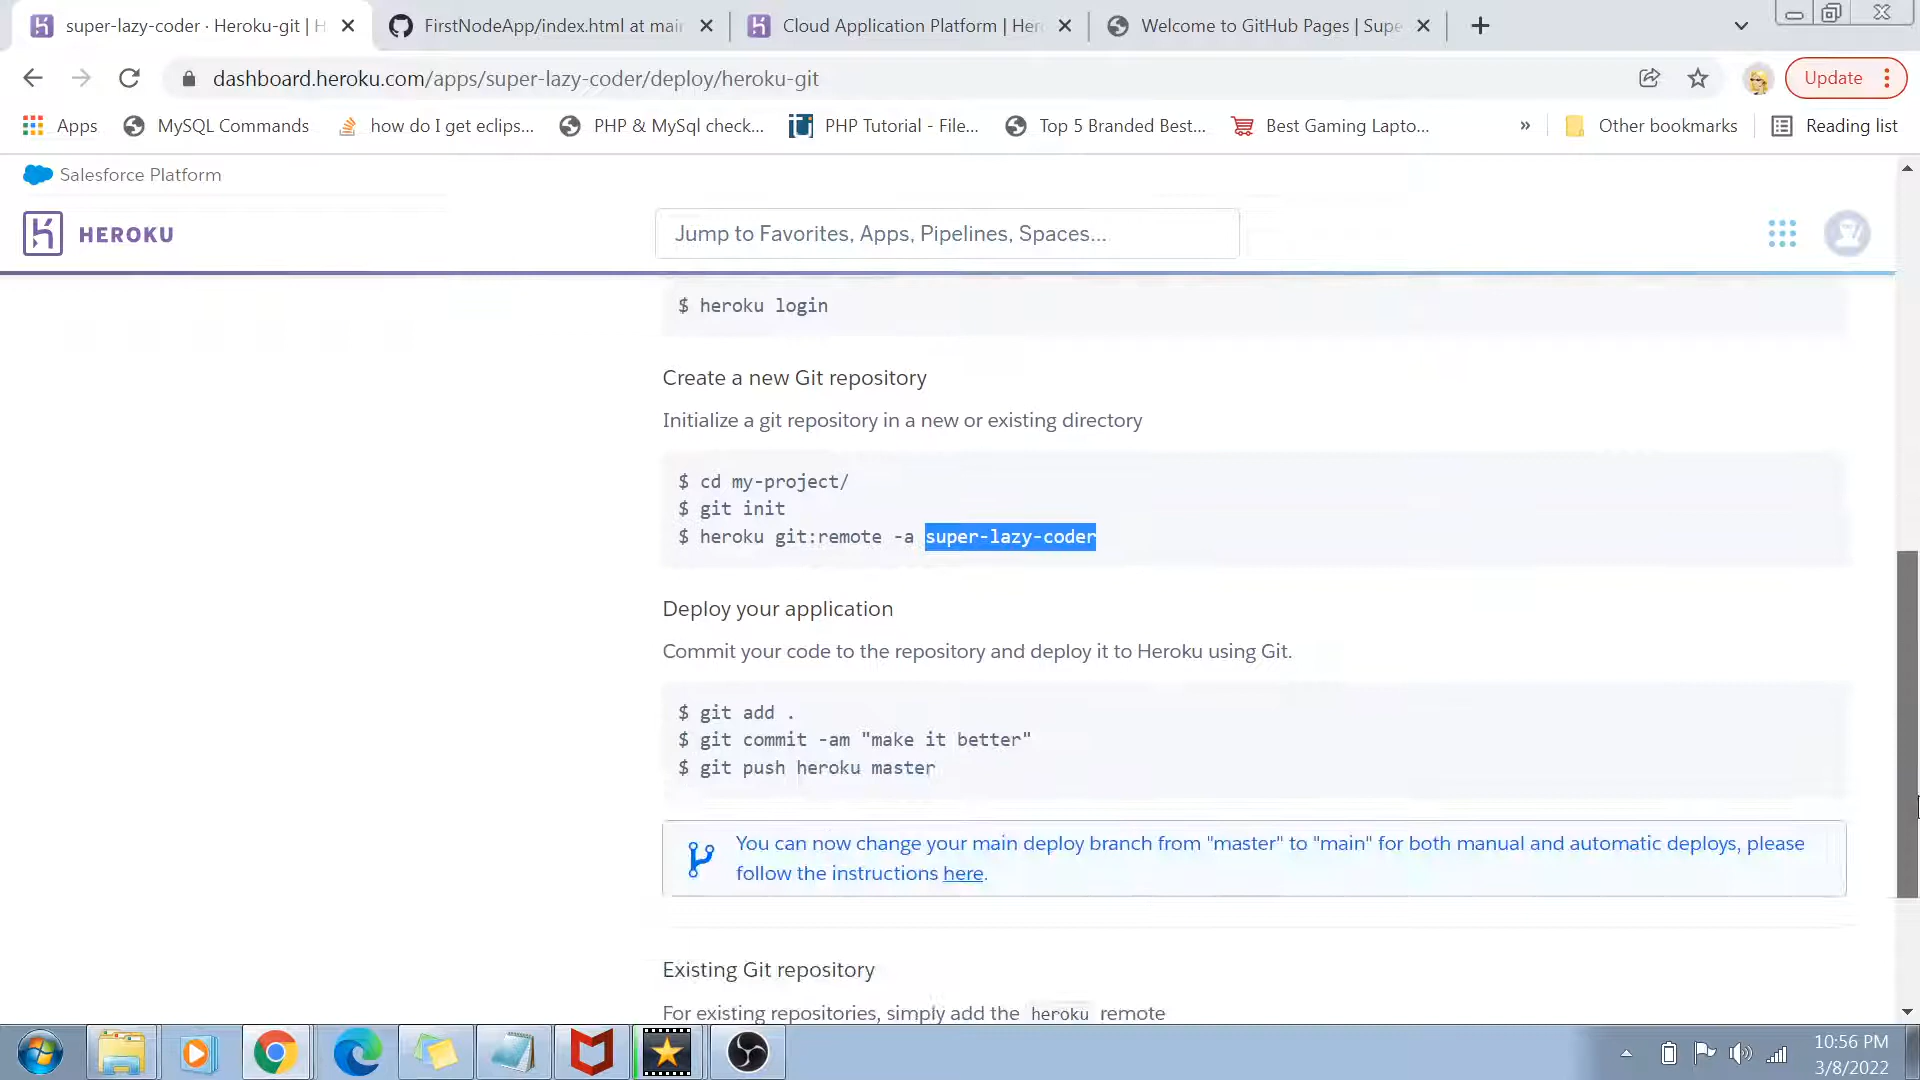 super-lazy-coder · Heroku-git | H
FirstNodeApp/index.html at main
Cloud Application Platform | Her
Welcome to GitHub Pages | Supe
dashboard.heroku.com/apps/super-lazy-coder/deploy/heroku-git
Update
Apps
MySQL Commands
how do I get eclips...
PHP & MySql check...
PHP Tutorial - File...
Top 5 Branded Best...
Best Gaming Lapto...
»
Other bookmarks
Reading list
Salesforce Platform
HEROKU
Jump to Favorites, Apps, Pipelines, Spaces...
$ heroku login
Create a new Git repository
Initialize a git repository in a new or existing directory
$ cd my-project/
$ git init
$ heroku git:remote -a super-lazy-coder
Deploy your application
Commit your code to the repository and deploy it to Heroku using Git.
$ git add .
$ git commit -am "make it better"
$ git push heroku master
You can now change your main deploy branch from "master" to "main" for both manual and automatic deploys, please
follow the instructions here.
Existing Git repository
For existing repositories, simply add the heroku remote
10:56 PM
3/8/2022